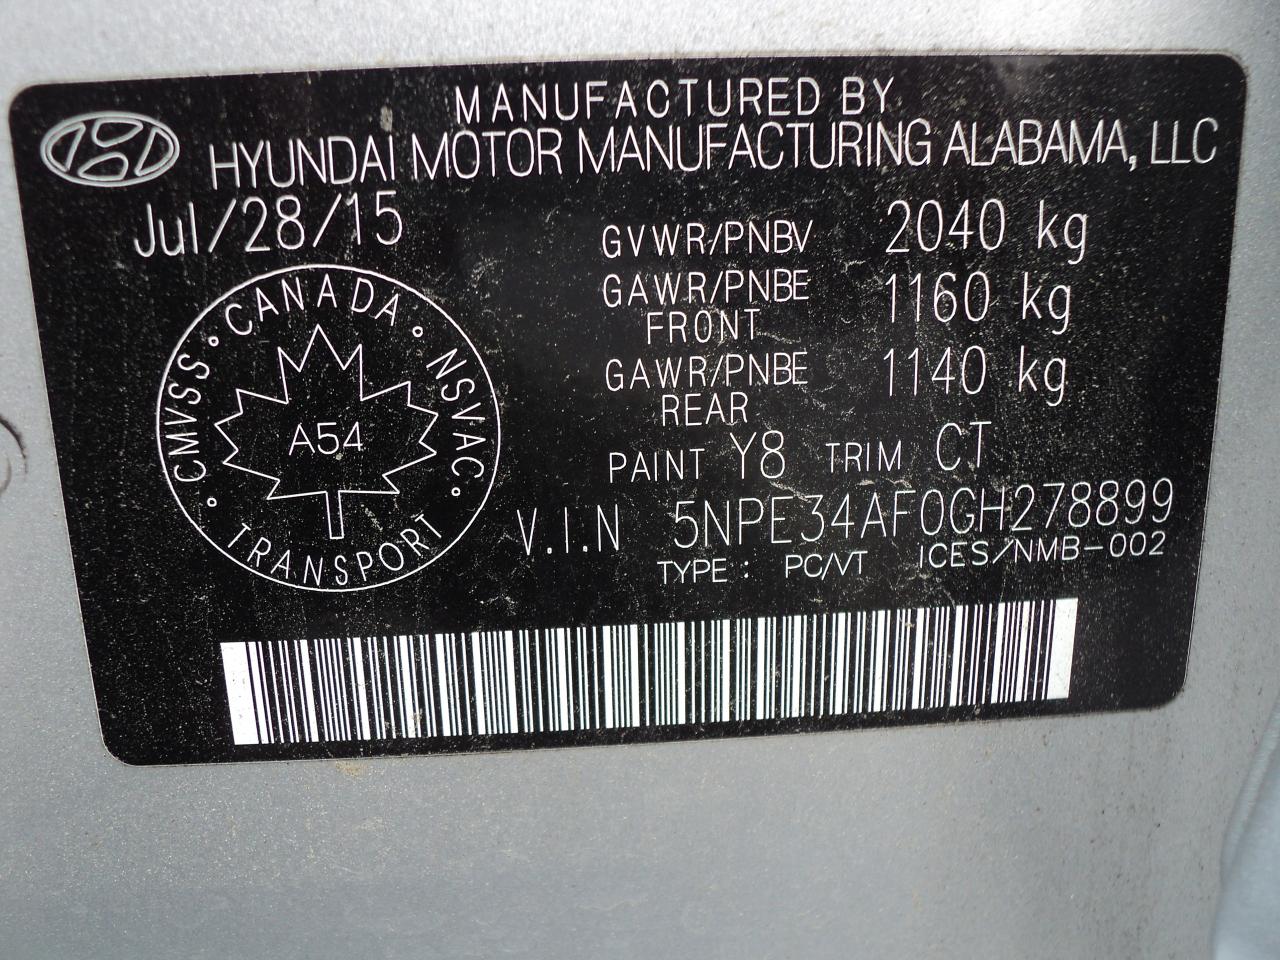 MANUFACTURED BY
HYUNDAI MOTOR MANUFACTURING ALABAMA, LLC
Jul/28/15
GVWR/PNBV 2040 kg
GAWR/PNBE 1160 kg
FRONT
GAWR/PNBE 1140 kg
REAR
PAINT Y8 TRIM CT
V.I.N 5NPE34AF0GH278899
TYPE : PC/VT ICES/NMB-002
CMVSS · CANADA · NSVAC ·
TRANSPORT
A54